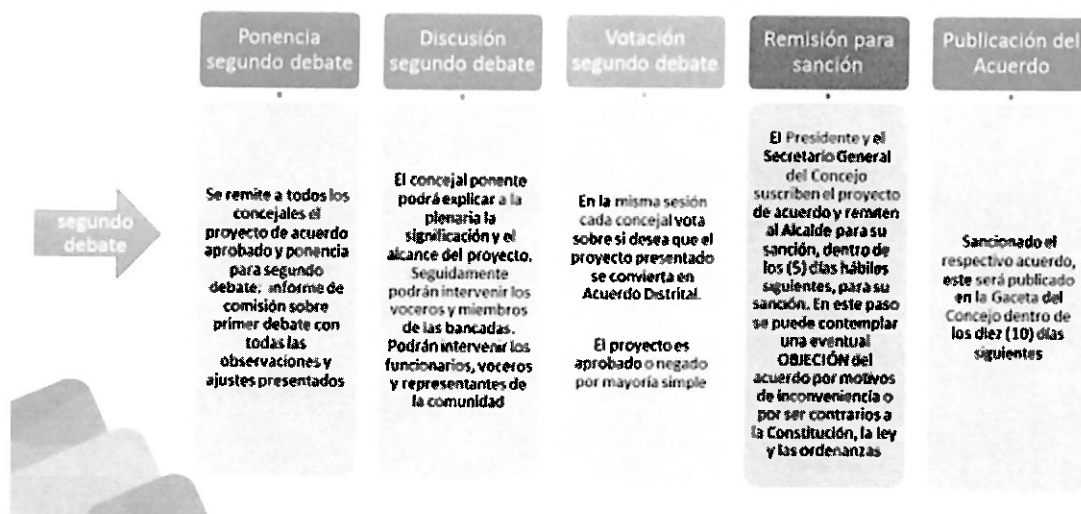 segundo
debate
Ponencia
segundo debate
Se remite a todos los
concejales el
proyecto de acuerdo
aprobado y ponencia
para segundo
debate; informe de
comisión sobre
primer debate con
todas las
observaciones y
ajustes presentados
Discusión
segundo debate
El concejal ponente
podrá explicar a la
plenaria la
significación y el
alcance del proyecto.
Seguidamente
podrán intervenir los
voceros y miembros
de las bancadas.
Podrán intervenir los
funcionarios, voceros
y representantes de
la comunidad
Votación
segundo debate
En la misma sesión
cada concejal vota
sobre si desea que el
proyecto presentado
se convierta en
Acuerdo Distrital.
El proyecto es
aprobado o negado
por mayoría simple
Remisión para
sanción
El Presidente y el
Secretario General
del Concejo
suscriben el proyecto
de acuerdo y remiten
al Alcalde para su
sanción, dentro de
los (5) días hábiles
siguientes, para su
sanción. En este paso
se puede contemplar
una eventual
OBJECIÓN del
acuerdo por motivos
de inconveniencia o
por ser contrarios a
la Constitución, la ley
y las ordenanzas
Publicación del
Acuerdo
Sancionado el
respectivo acuerdo,
este será publicado
en la Gaceta del
Concejo dentro de
los diez (10) días
siguientes